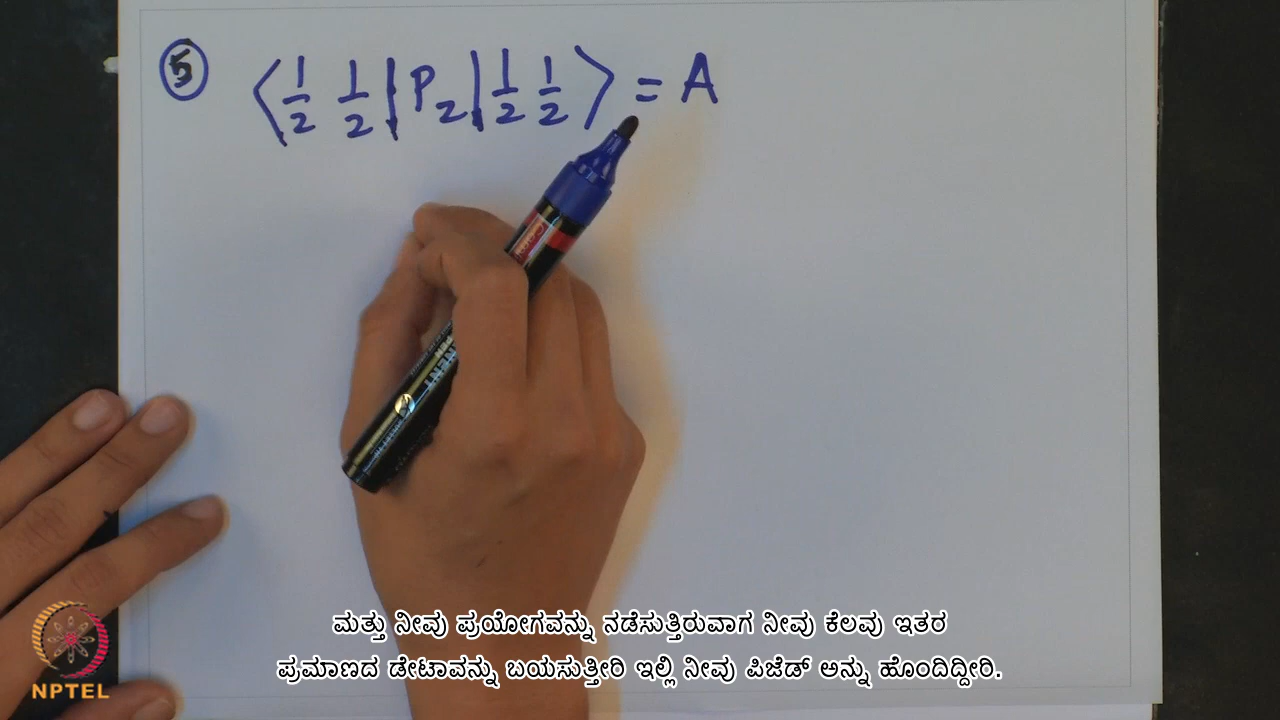 ⑤ ⟨1/2 1/2|P_z|1/2 1/2⟩ = A
ಮತ್ತು ನೀವು ಪ್ರಯೋಗವನ್ನು ನಡೆಸುತ್ತಿರುವಾಗ ನೀವು ಕೆಲವು ಇತರ
ಪ್ರಮಾಣದ ಡೇಟಾವನ್ನು ಬಯಸುತ್ತೀರಿ ಇಲ್ಲಿ ನೀವು ಪಿಜೆಡ್ ಅನ್ನು ಹೊಂದಿದ್ದೀರಿ.
NPTEL